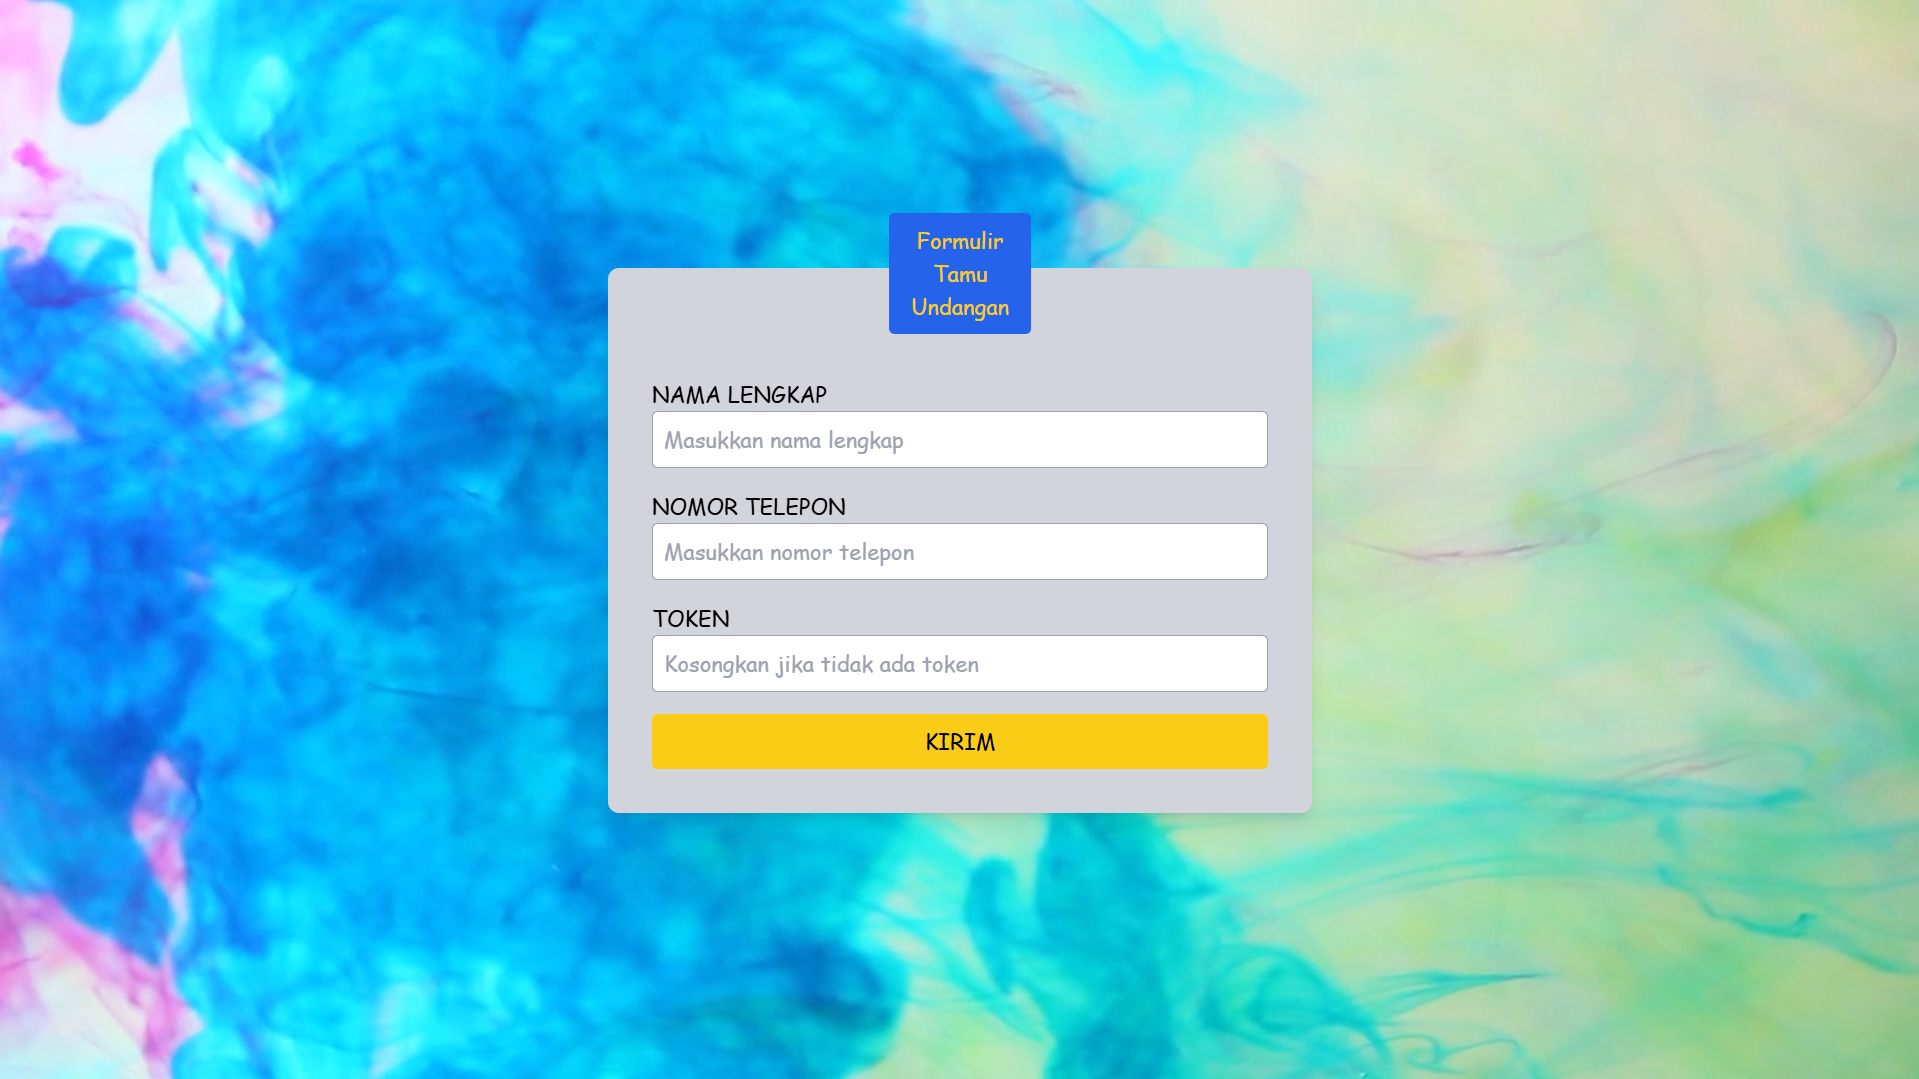 Formulir
Tamu
Undangan
NAMA LENGKAP
Masukkan nama lengkap
NOMOR TELEPON
Masukkan nomor telepon
TOKEN
Kosongkan jika tidak ada token
KIRIM